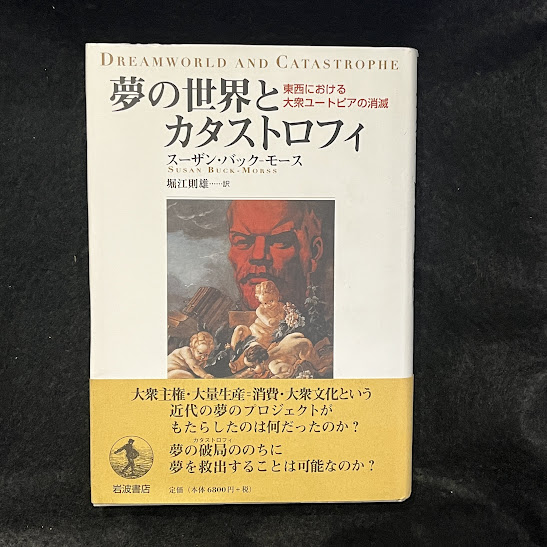 DREAMWORLD AND CATASTROPHE
夢の世界と
東西における
大衆ユートピアの消滅
カタストロフィ
スーザン・バック-モース
SUSAN BUCK-MORSS
堀江則雄……訳
大衆主権・大量生産=消費・大衆文化という
近代の夢のプロジェクトが
もたらしたのは何だったのか?
カタストロフィ
夢の破局ののちに
夢を救出することは可能なのか?
岩波書店
定価(本体6800円+税)